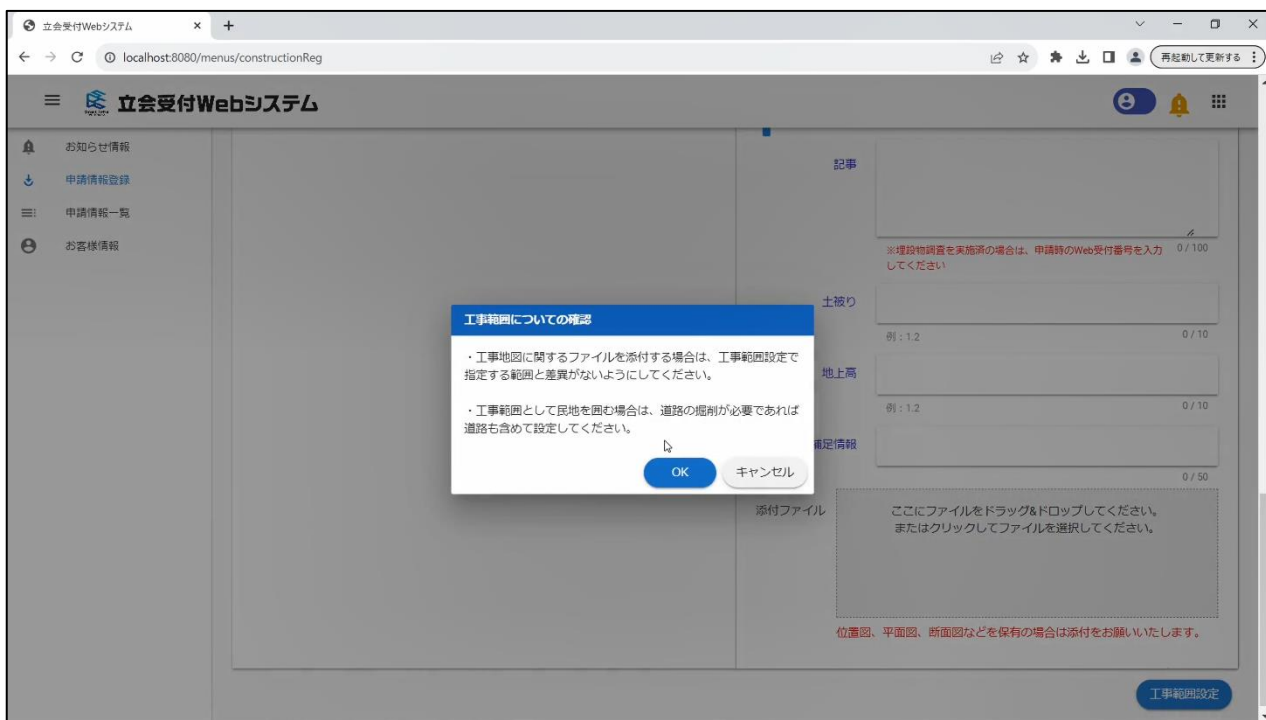 立会受付Webシステム
localhost:8080/menus/constructionReg
再起動して更新する
立会受付Webシステム
お知らせ情報
申請情報登録
申請情報一覧
お客様情報
記事
※埋設物調査を実施済の場合は、申請時のWeb受付番号を入力
してください
0 / 100
土被り
例：1.2
0 / 10
地上高
例：1.2
0 / 10
補足情報
0 / 50
添付ファイル
ここにファイルをドラッグ&ドロップしてください。
またはクリックしてファイルを選択してください。
位置図、平面図、断面図などを保有の場合は添付をお願いいたします。
工事範囲設定
工事範囲についての確認
・工事地図に関するファイルを添付する場合は、工事範囲設定で
指定する範囲と差異がないようにしてください。
・工事範囲として民地を囲む場合は、道路の掘削が必要であれば
道路も含めて設定してください。
OK
キャンセル